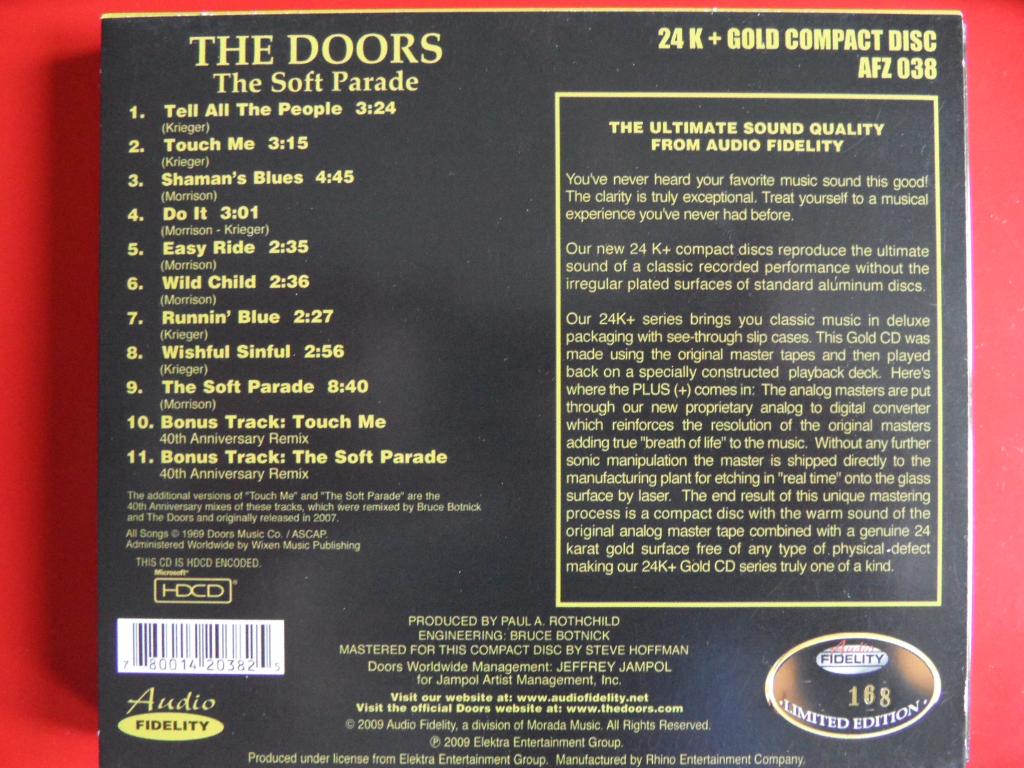 THE DOORS
The Soft Parade
1. Tell All The People 3:24
(Krieger)
2. Touch Me 3:15
(Krieger)
3. Shaman's Blues 4:45
(Morrison)
4. Do It 3:01
(Morrison - Krieger)
5. Easy Ride 2:35
(Morrison)
6. Wild Child 2:36
(Morrison)
7. Runnin' Blue 2:27
(Krieger)
8. Wishful Sinful 2:56
(Krieger)
9. The Soft Parade 8:40
(Morrison)
10. Bonus Track: Touch Me
40th Anniversary Remix
11. Bonus Track: The Soft Parade
40th Anniversary Remix
The additional versions of "Touch Me" and "The Soft Parade" are the
40th Anniversary mixes of these tracks, which were remixed by Bruce Botnick
and The Doors and originally released in 2007.
All Songs © 1969 Doors Music Co. / ASCAP.
Administered Worldwide by Wixen Music Publishing
THIS CD IS HDCD ENCODED.
Microsoft®
HDCD®
24 K + GOLD COMPACT DISC
AFZ 038
THE ULTIMATE SOUND QUALITY
FROM AUDIO FIDELITY
You've never heard your favorite music sound this good!
The clarity is truly exceptional. Treat yourself to a musical
experience you've never had before.
Our new 24 K+ compact discs reproduce the ultimate
sound of a classic recorded performance without the
irregular plated surfaces of standard aluminum discs.
Our 24K+ series brings you classic music in deluxe
packaging with see-through slip cases. This Gold CD was
made using the original master tapes and then played
back on a specially constructed playback deck. Here's
where the PLUS (+) comes in: The analog masters are put
through our new proprietary analog to digital converter
which reinforces the resolution of the original masters
adding true "breath of life" to the music. Without any further
sonic manipulation the master is shipped directly to the
manufacturing plant for etching in "real time" onto the glass
surface by laser. The end result of this unique mastering
process is a compact disc with the warm sound of the
original analog master tape combined with a genuine 24
karat gold surface free of any type of physical defect
making our 24K+ Gold CD series truly one of a kind.
7 80014 20382 5
Audio
FIDELITY
PRODUCED BY PAUL A. ROTHCHILD
ENGINEERING: BRUCE BOTNICK
MASTERED FOR THIS COMPACT DISC BY STEVE HOFFMAN
Doors Worldwide Management: JEFFREY JAMPOL
for Jampol Artist Management, Inc.
Visit our website at: www.audiofidelity.net
Visit the official Doors website at: www.thedoors.com
© 2009 Audio Fidelity, a division of Morada Music. All Rights Reserved.
℗ 2009 Elektra Entertainment Group.
Produced under license from Elektra Entertainment Group. Manufactured by Rhino Entertainment Company.
Audio
FIDELITY
168
LIMITED EDITION